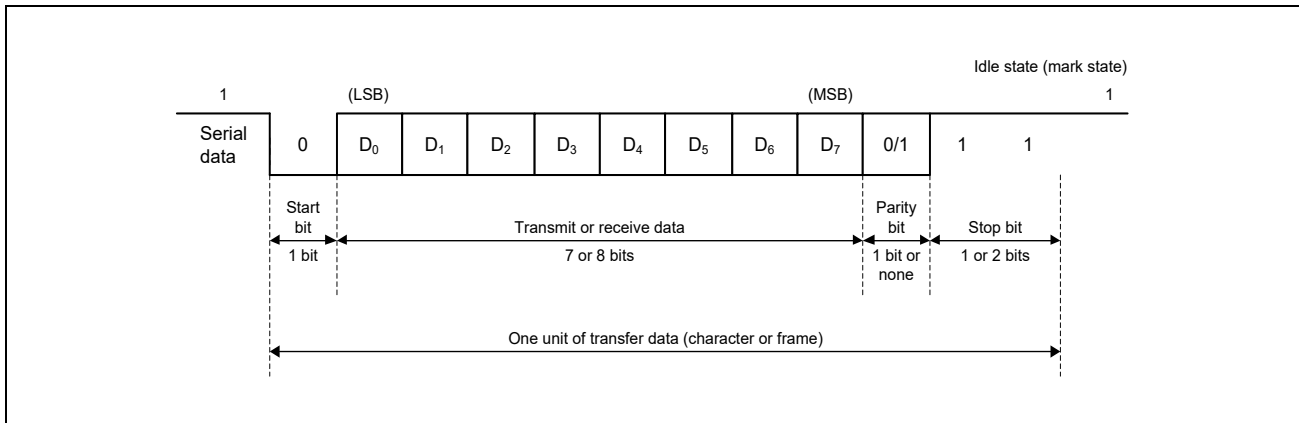 Idle state (mark state)
1 (LSB) (MSB) 1
Serial
data
0 D₀ D₁ D₂ D₃ D₄ D₅ D₆ D₇ 0/1 1 1
Start
bit
1 bit
Transmit or receive data
7 or 8 bits
Parity
bit
1 bit or
none
Stop bit
1 or 2 bits
One unit of transfer data (character or frame)